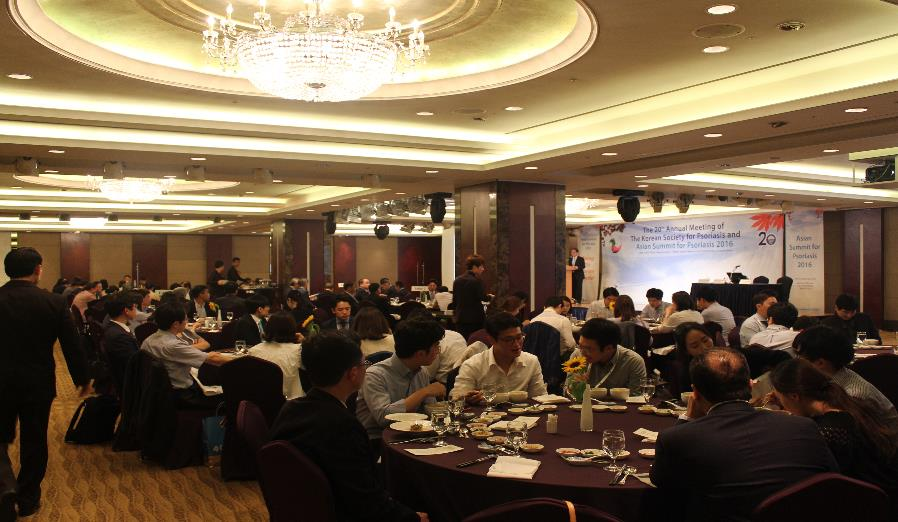 The 20th Annual Meeting of
The Korean Society for Psoriasis and
Asian Summit for Psoriasis 2016
20
Asian
Summit for
Psoriasis
2016